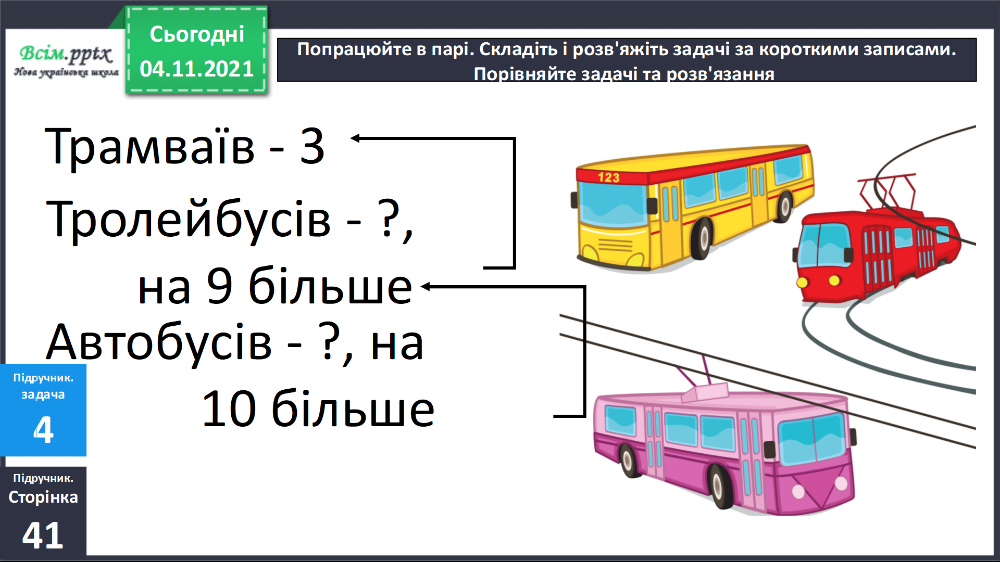 Всім.pptx
Нова українська школа
Сьогодні
04.11.2021
Попрацюйте в парі. Складіть і розв'яжіть задачі за короткими записами.
Порівняйте задачі та розв'язання
Трамваїв - 3
Тролейбусів - ?,
на 9 більше
Автобусів - ?, на
10 більше
123
Підручник.
задача
4
Підручник.
Сторінка
41